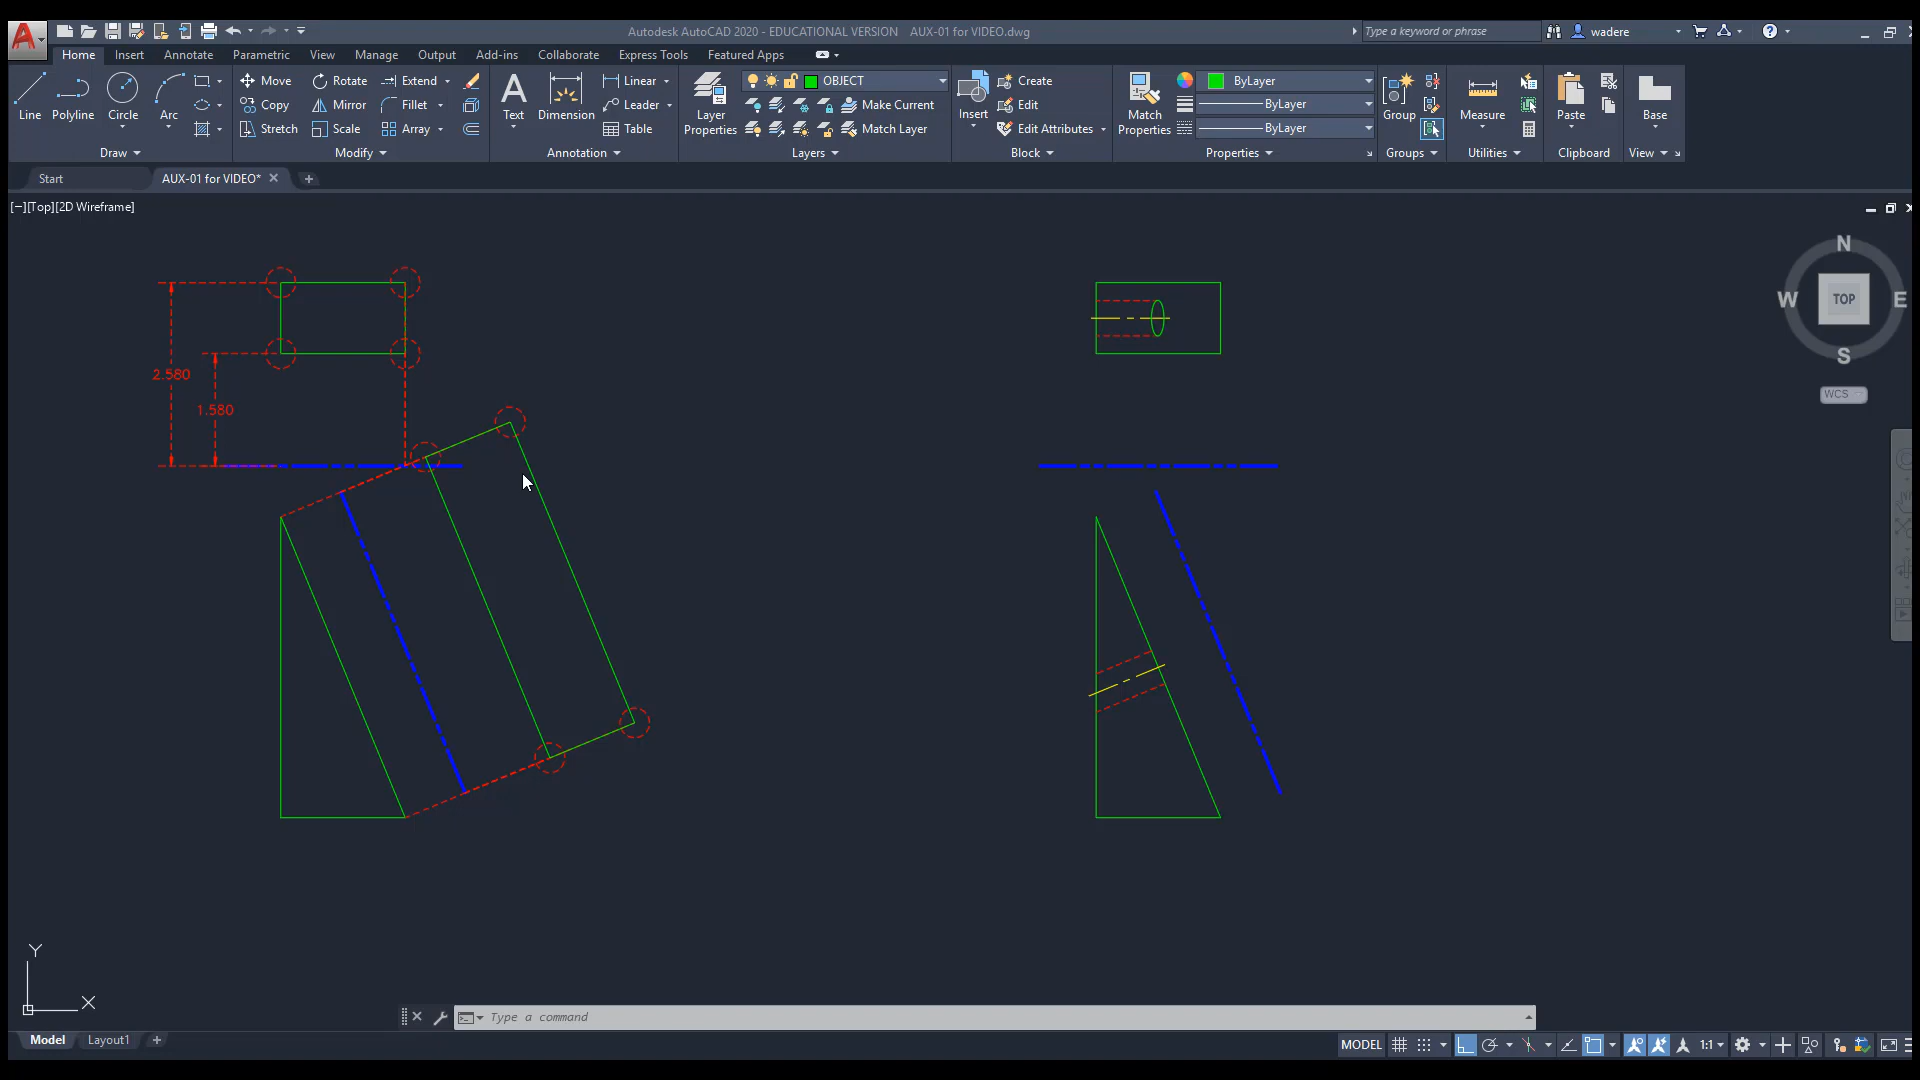 Autodesk AutoCAD 2020 - EDUCATIONAL VERSION AUX-01 for VIDEO.dwg
Type a keyword or phrase
wadere
Home Insert Annotate Parametric View Manage Output Add-ins Collaborate Express Tools Featured Apps
Line Polyline Circle Arc
Move Rotate Extend
Copy Mirror Fillet
Stretch Scale Array
Text Dimension
Linear
Leader
Table
Layer Properties
OBJECT
Make Current
Match Layer
Insert
Create
Edit
Edit Attributes
Match Properties
ByLayer
ByLayer
ByLayer
Group
Measure
Paste
Base
Draw Modify Annotation Layers Block Properties Groups Utilities Clipboard View
Start AUX-01 for VIDEO*
[−][Top][2D Wireframe]
N
W TOP E
S
WCS
2.580
1.580
Y
X
Type a command
Model Layout1
MODEL
1:1